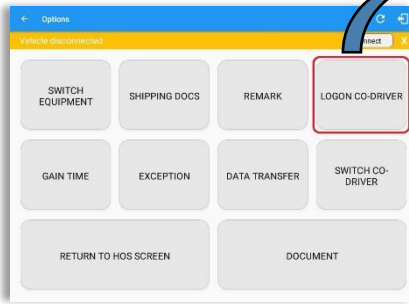 Options
Vehicle disconnected
nnect X
SWITCH
EQUIPMENT
SHIPPING DOCS
REMARK
LOGON CO-DRIVER
GAIN TIME
EXCEPTION
DATA TRANSFER
SWITCH CO-
DRIVER
RETURN TO HOS SCREEN
DOCUMENT